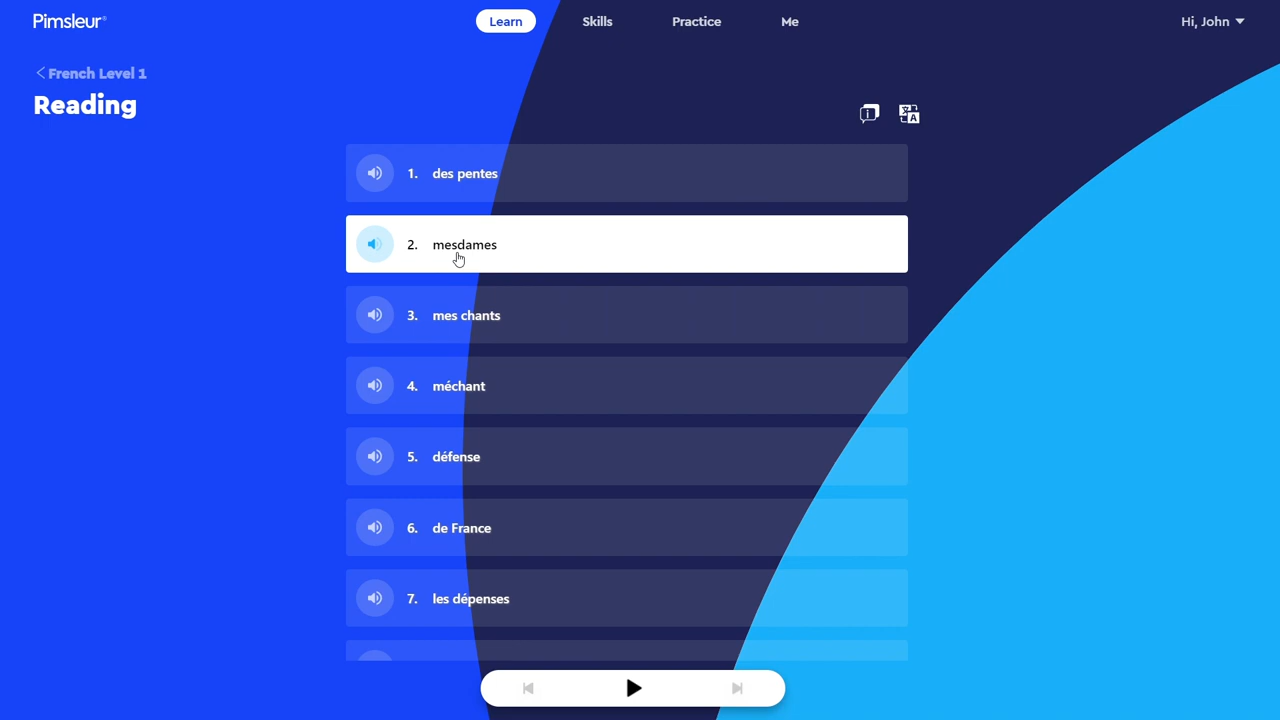 Pimsleur®
Learn
Skills
Practice
Me
Hi, John
French Level 1
Reading
1. des pentes
2. mesdames
3. mes chants
4. méchant
5. défense
6. de France
7. les dépenses